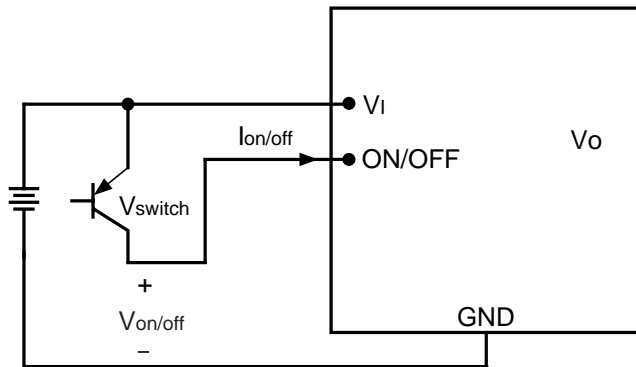 VI
Ion/off
Vo
ON/OFF
Vswitch
+
Von/off
–
GND